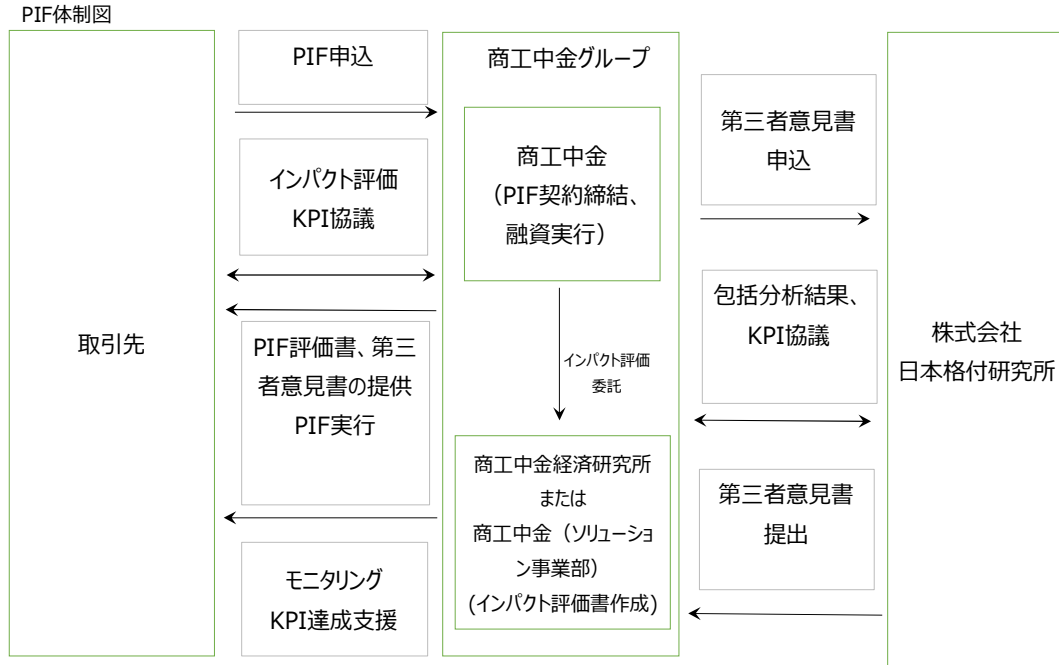 PIF体制図
取引先
PIF申込
インパクト評価
KPI協議
PIF評価書、第三
者意見書の提供
PIF実行
モニタリング
KPI達成支援
商工中金グループ
商工中金
（PIF契約締結、
融資実行）
インパクト評価
委託
商工中金経済研究所
または
商工中金（ソリューショ
ン事業部）
(インパクト評価書作成)
第三者意見書
申込
包括分析結果、
KPI協議
第三者意見書
提出
株式会社
日本格付研究所